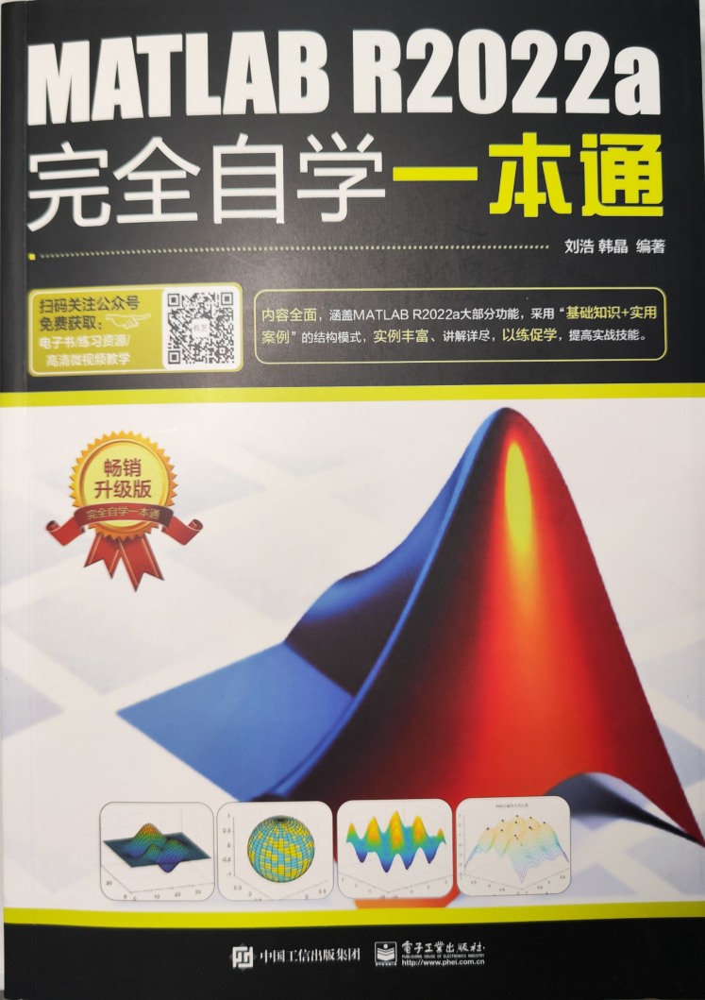 MATLAB R2022a
完全自学一本通
刘浩 韩晶 编著
扫码关注公众号
免费获取：
电子书/练习资源/
高清微视频教学
内容全面，涵盖MATLAB R2022a大部分功能，采用“基础知识+实用
案例”的结构模式，实例丰富、讲解详尽，以练促学，提高实战技能。
畅销
升级版
完全自学一本通
中国工信出版集团
電子工業出版社
PUBLISHING HOUSE OF ELECTRONICS INDUSTRY
http://www.phei.com.cn